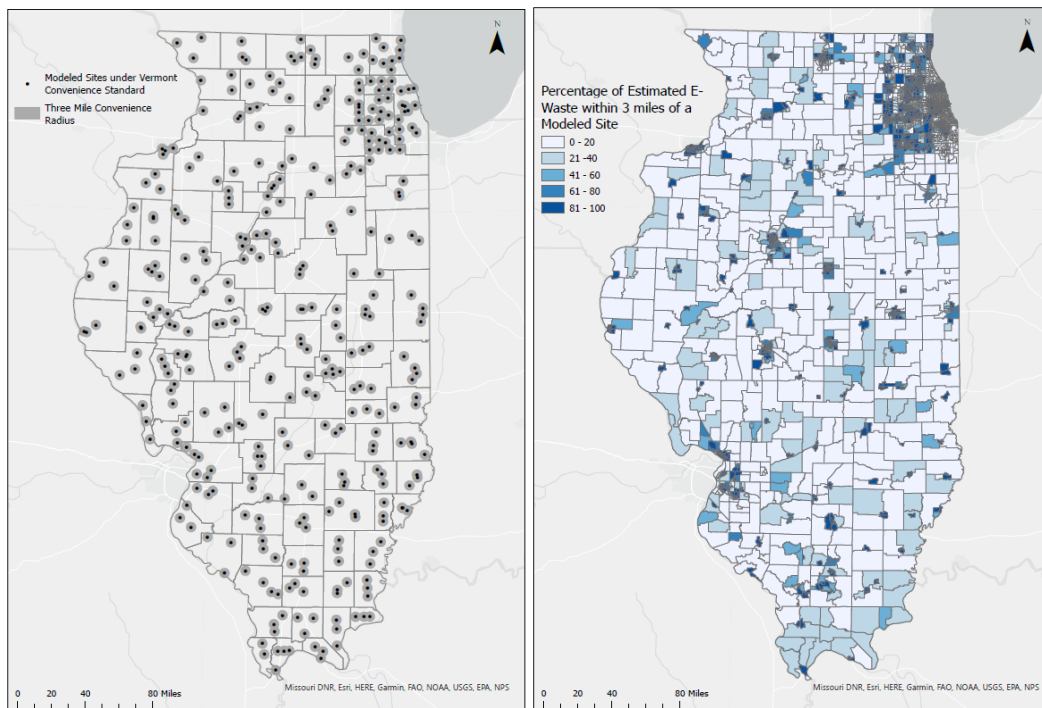 N
Modeled Sites under Vermont
Convenience Standard
Three Mile Convenience
Radius
Missouri DNR, Esri, HERE, Garmin, FAO, NOAA, USGS, EPA, NPS
0 20 40 80 Miles
N
Percentage of Estimated E-
Waste within 3 miles of a
Modeled Site
0 - 20
21 -40
41 - 60
61 - 80
81 - 100
Missouri DNR, Esri, HERE, Garmin, FAO, NOAA, USGS, EPA, NPS
0 20 40 80 Miles